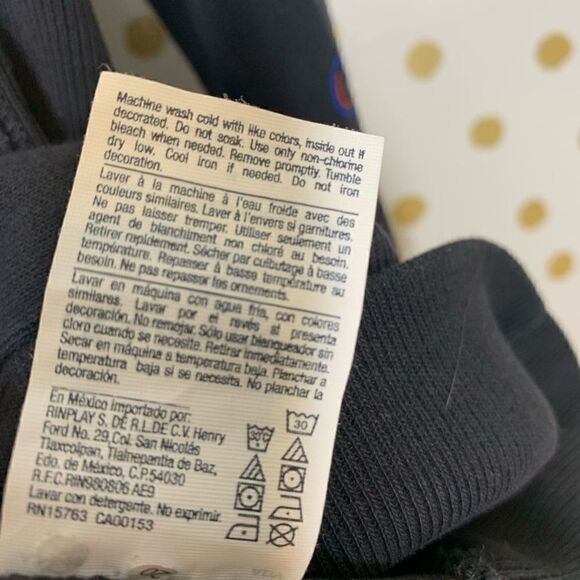 Machine wash cold with like colors, inside out if
decorated. Do not soak. Use only non-chlorine
bleach when needed. Remove promptly. Tumble
dry low. Cool iron if needed. Do not iron
decoration.
Laver à la machine à l'eau froide avec des
couleurs similaires. Laver à l'envers si garnitures.
Ne pas laisser tremper. Utiliser seulement un
agent de blanchiment non chloré au besoin.
Retirer rapidement. Sécher par culbutage à basse
température. Repasser à basse température au
besoin. Ne pas repasser les ornements.
Lavar en máquina con agua fría, con colores
similares. Lavar por el revés si presenta
decoración. No remojar. Sólo usar blanqueador sin
cloro cuando se necesite. Retirar inmediatamente.
Secar en máquina a temperatura baja. Planchar a
temperatura baja si se necesita. No planchar la
decoración.
En México importado por:
RINPLAY S. DE R.L.DE C.V. Henry
Ford No. 29,Col. San Nicolás
Tlaxcolpan, Tlalnepantla de Baz,
Edo. de México. C.P.54030
R.F.C.RIN980806 AE9
Lavar con detergente. No exprimir.
RN15763 CA00153
30°C
30